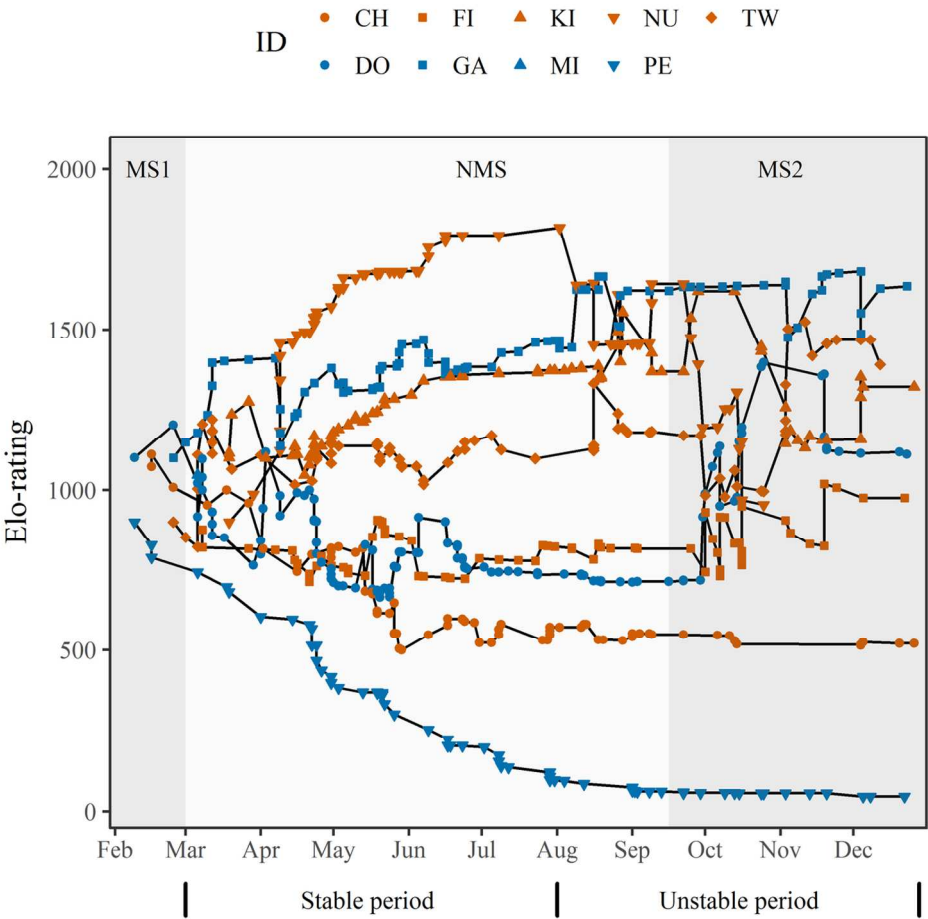 ID CH FI KI NU TW
DO GA MI PE
Elo-rating
MS1 NMS MS2
2000
1500
1000
500
0
Feb Mar Apr May Jun Jul Aug Sep Oct Nov Dec
Stable period Unstable period